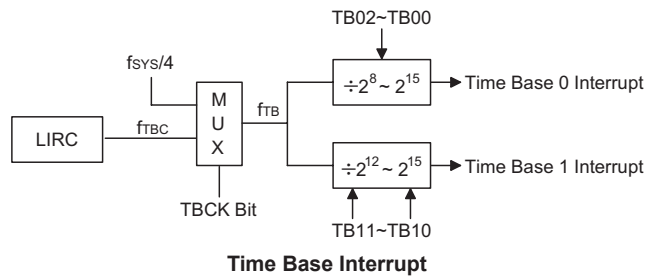 TB02~TB00
fSYS/4
M
U
X
fTB
÷2^8 ~ 2^15
Time Base 0 Interrupt
LIRC
fTBC
÷2^12 ~ 2^15
Time Base 1 Interrupt
TBCK Bit
TB11~TB10
Time Base Interrupt